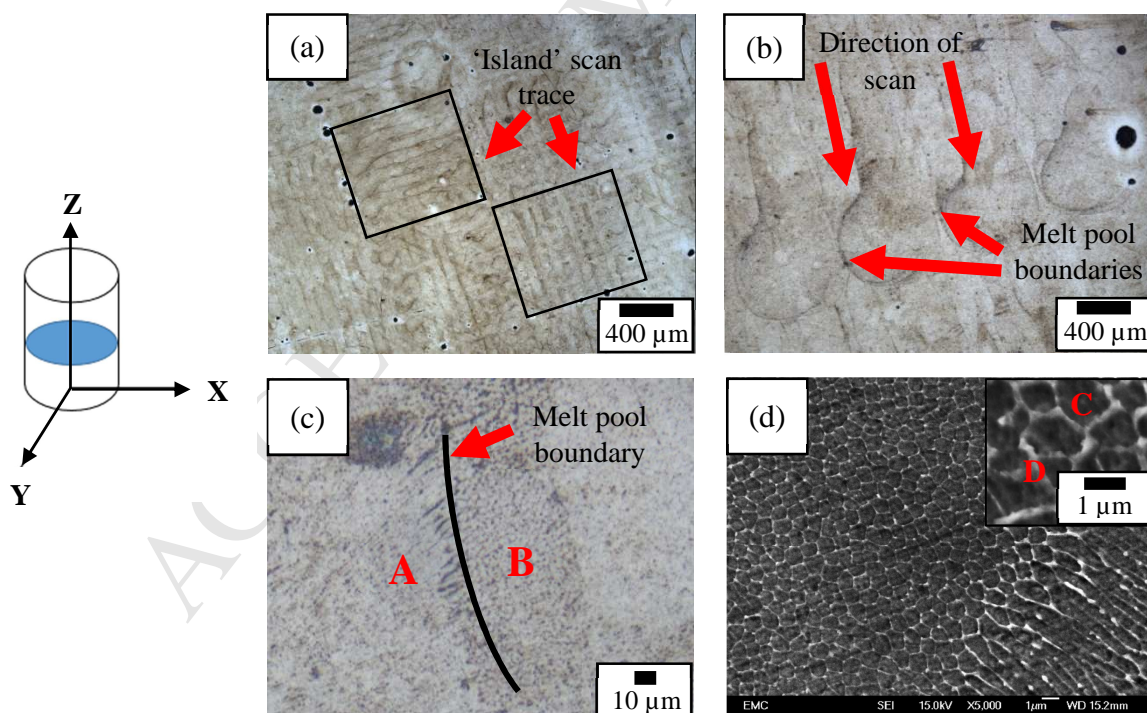 Z
X
Y
(a)
'Island' scan
trace
400 µm
(b)
Direction of
scan
Melt pool
boundaries
400 µm
(c)
Melt pool
boundary
A
B
10 µm
(d)
C
D
1 µm
EMC SEI 15.0kV X5,000 1µm WD 15.2mm